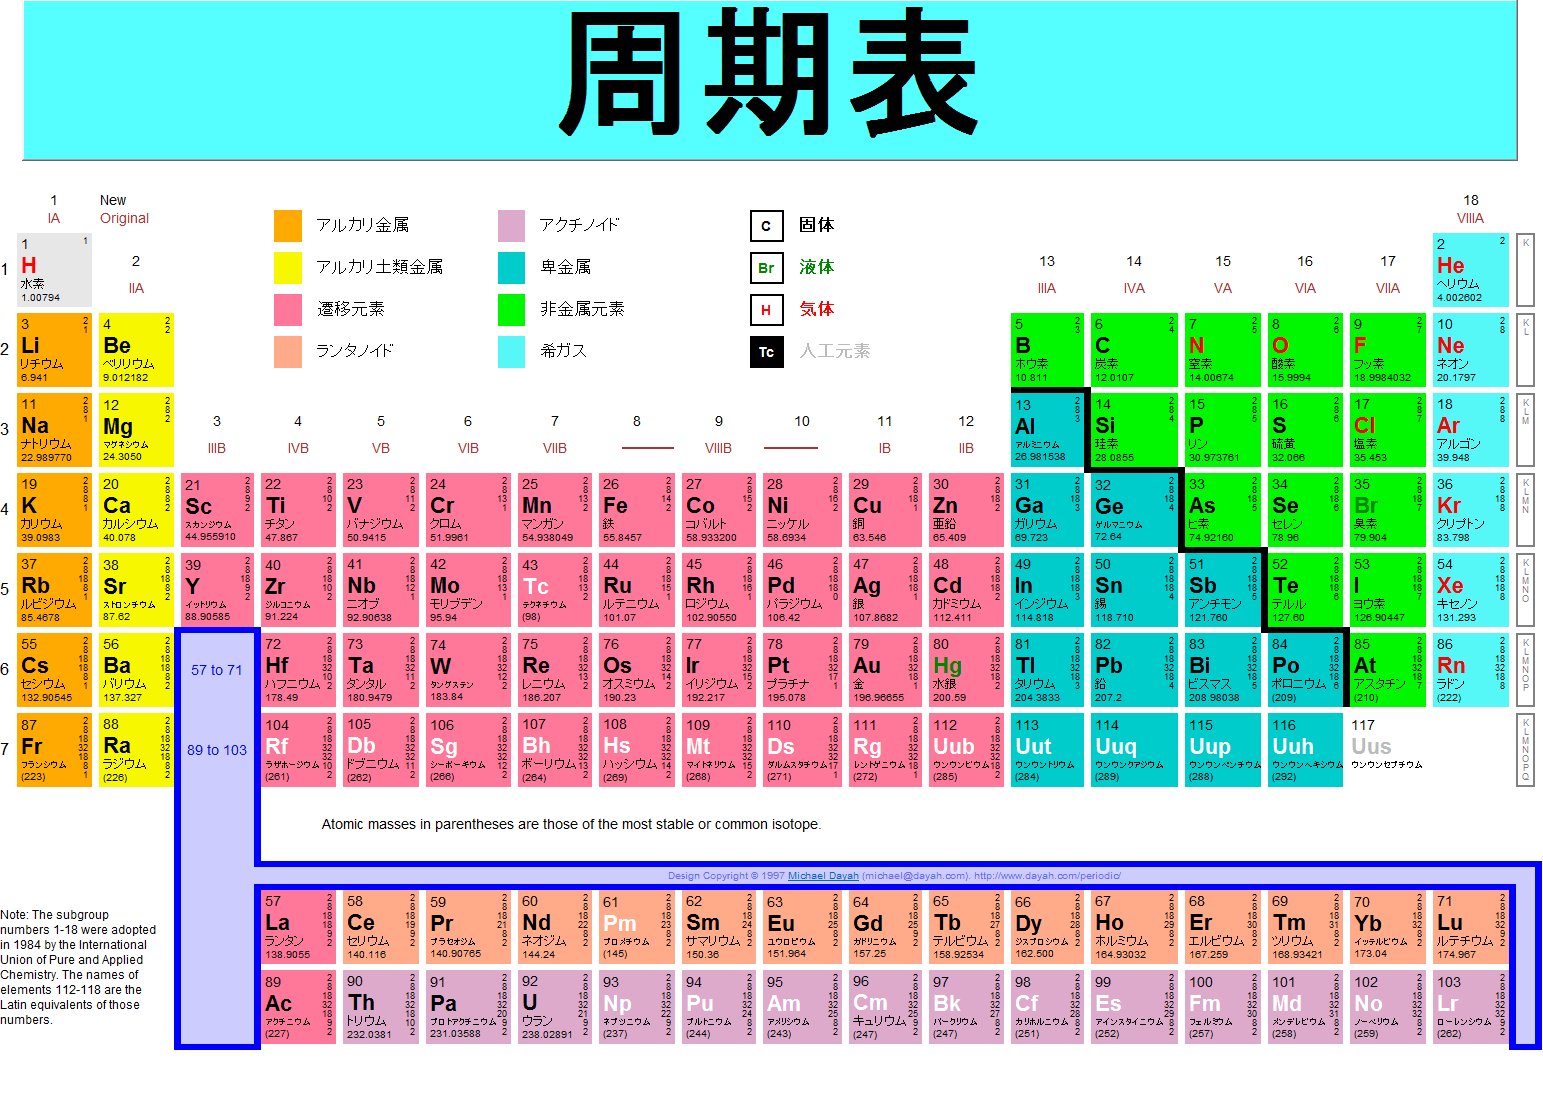 周期表
1 New 18
IA Original VIIIA
アルカリ金属 アクチノイド C 固体
アルカリ土類金属 卑金属 Br 液体
遷移元素 非金属元素 H 気体
ランタノイド 希ガス Tc 人工元素
2 13 14 15 16 17
IIA IIIA IVA VA VIA VIIA
1
1 2
H He
水素 ヘリウム
1.00794 4.002602
K
2
3 4 5 6 7 8 9 10
Li Be B C N O F Ne
リチウム ベリリウム ホウ素 炭素 窒素 酸素 フッ素 ネオン
6.941 9.012182 10.811 12.0107 14.00674 15.9994 18.9984032 20.1797
K L
3
11 12 13 14 15 16 17 18
Na Mg Al Si P S Cl Ar
ナトリウム マグネシウム アルミニウム 珪素 リン 硫黄 塩素 アルゴン
22.989770 24.3050 26.981538 28.0855 30.973761 32.066 35.453 39.948
K L M
3 4 5 6 7 8 9 10 11 12
IIIB IVB VB VIB VIIB VIIIB IB IIB
4
19 20 21 22 23 24 25 26 27 28 29 30 31 32 33 34 35 36
K Ca Sc Ti V Cr Mn Fe Co Ni Cu Zn Ga Ge As Se Br Kr
カリウム カルシウム スカンジウム チタン バナジウム クロム マンガン 鉄 コバルト ニッケル 銅 亜鉛 ガリウム ゲルマニウム ヒ素 セレン 臭素 クリプトン
39.0983 40.078 44.955910 47.867 50.9415 51.9961 54.938049 55.8457 58.933200 58.6934 63.546 65.409 69.723 72.64 74.92160 78.96 79.904 83.798
K L M N
5
37 38 39 40 41 42 43 44 45 46 47 48 49 50 51 52 53 54
Rb Sr Y Zr Nb Mo Tc Ru Rh Pd Ag Cd In Sn Sb Te I Xe
ルビジウム ストロンチウム イットリウム ジルコニウム ニオブ モリブデン テクネチウム ルテニウム ロジウム パラジウム 銀 カドミウム インジウム 錫 アンチモン テルル ヨウ素 キセノン
85.4678 87.62 88.90585 91.224 92.90638 95.94 (98) 101.07 102.90550 106.42 107.8682 112.411 114.818 118.710 121.760 127.60 126.90447 131.293
K L M N O
6
55 56 57 to 71 72 73 74 75 76 77 78 79 80 81 82 83 84 85 86
Cs Ba Hf Ta W Re Os Ir Pt Au Hg Tl Pb Bi Po At Rn
セシウム バリウム ハフニウム タンタル タングステン レニウム オスミウム イリジウム プラチナ 金 水銀 タリウム 鉛 ビスマス ポロニウム アスタチン ラドン
132.90545 137.327 178.49 180.9479 183.84 186.207 190.23 192.217 195.078 196.96655 200.59 204.3833 207.2 208.98038 (209) (210) (222)
K L M N O P
7
87 88 89 to 103 104 105 106 107 108 109 110 111 112 113 114 115 116 117
Fr Ra Rf Db Sg Bh Hs Mt Ds Rg Uub Uut Uuq Uup Uuh Uus
フランシウム ラジウム ラザホージウム ドブニウム シーボーギウム ボーリウム ハッシウム マイトネリウム ダルムスタチウム レントゲニウム ウンウンビウム ウンウントリウム ウンウンクアジウム ウンウンペンチウム ウンウンヘキシウム ウンウンセプチウム
(223) (226) (261) (262) (266) (264) (269) (268) (271) (272) (285) (284) (289) (288) (292)
K L M N O P Q
Atomic masses in parentheses are those of the most stable or common isotope.
Design Copyright © 1997 Michael Dayah (michael@dayah.com). http://www.dayah.com/periodic/
57 58 59 60 61 62 63 64 65 66 67 68 69 70 71
La Ce Pr Nd Pm Sm Eu Gd Tb Dy Ho Er Tm Yb Lu
ランタン セリウム プラセオジム ネオジム プロメチウム サマリウム ユウロピウム ガドリニウム テルビウム ジスプロシウム ホルミウム エルビウム ツリウム イッテルビウム ルテチウム
138.9055 140.116 140.90765 144.24 (145) 150.36 151.964 157.25 158.92534 162.500 164.93032 167.259 168.93421 173.04 174.967
89 90 91 92 93 94 95 96 97 98 99 100 101 102 103
Ac Th Pa U Np Pu Am Cm Bk Cf Es Fm Md No Lr
アクチニウム トリウム プロトアクチニウム ウラン ネプツニウム プルトニウム アメリシウム キュリウム バークリウム カリホルニウム アインスタイニウム フェルミウム メンデレビウム ノーベリウム ローレンシウム
(227) 232.0381 231.03588 238.02891 (237) (244) (243) (247) (247) (251) (252) (257) (258) (259) (262)
Note: The subgroup
numbers 1-18 were adopted
in 1984 by the International
Union of Pure and Applied
Chemistry. The names of
elements 112-118 are the
Latin equivalents of those
numbers.